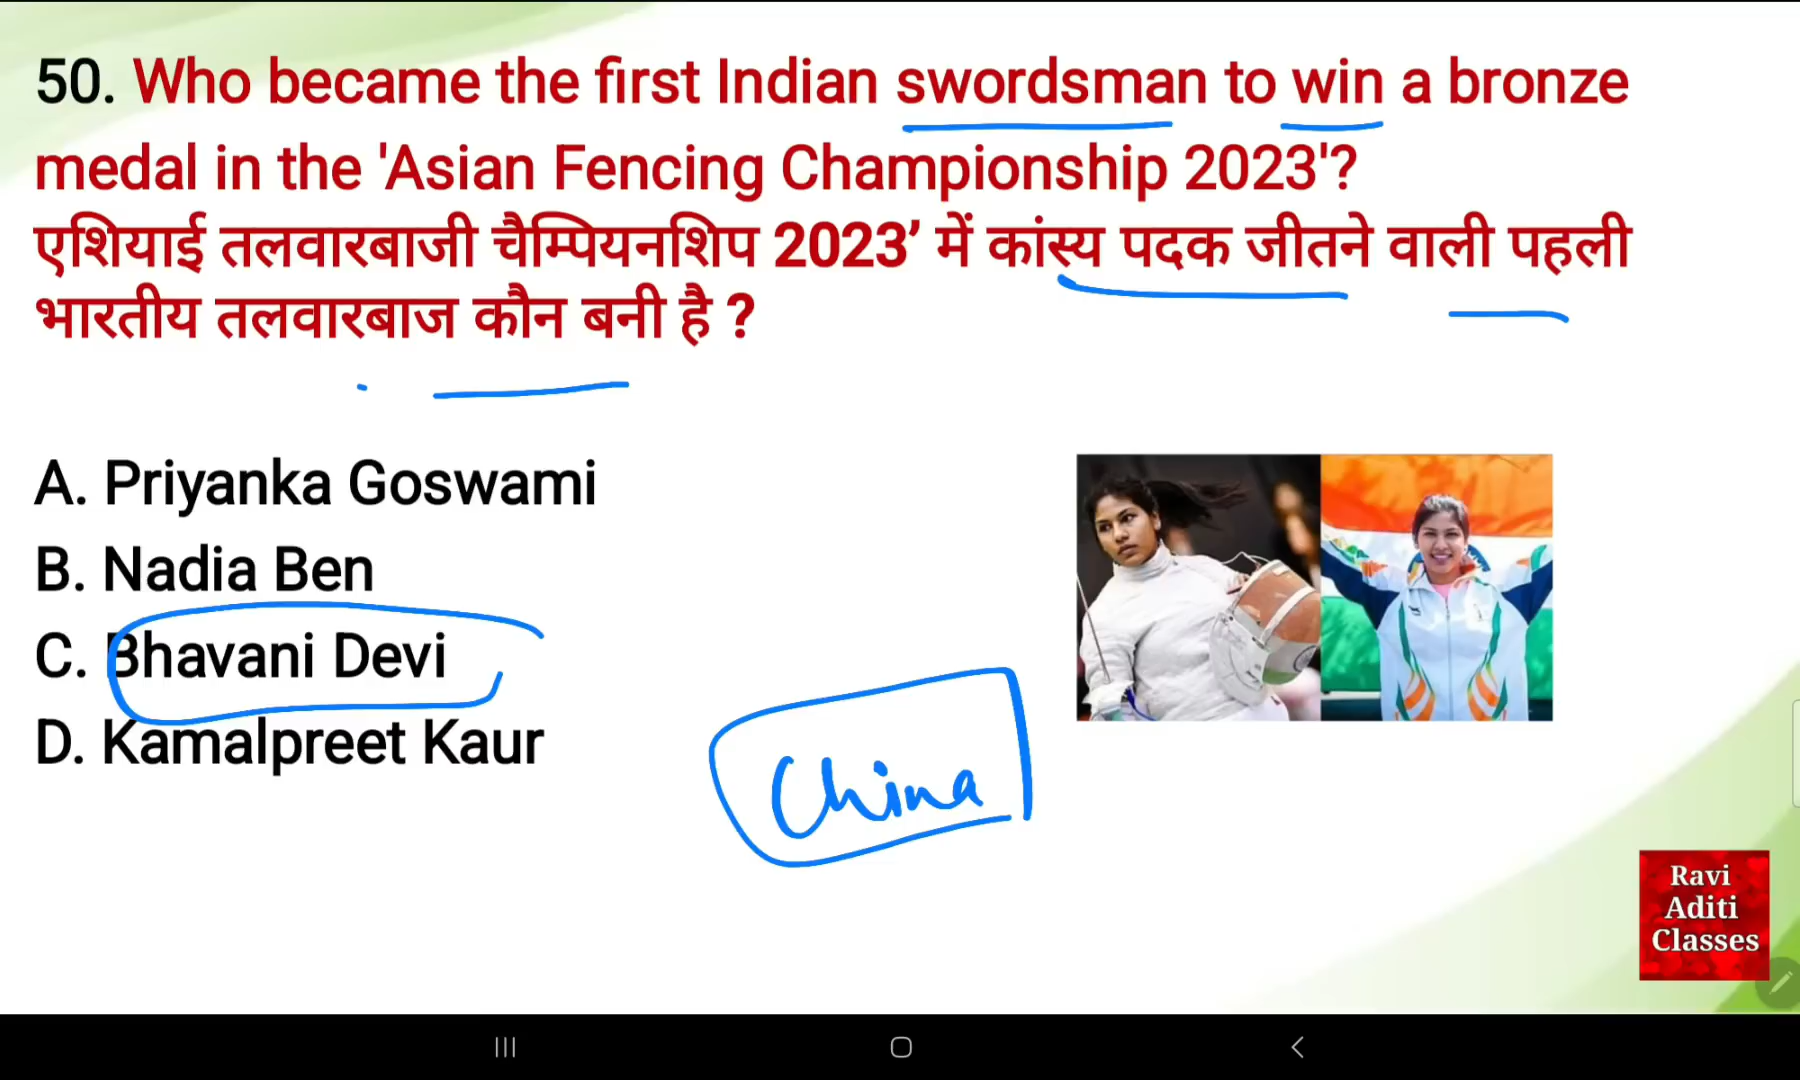 50. Who became the first Indian swordsman to win a bronze
medal in the 'Asian Fencing Championship 2023'?
एशियाई तलवारबाजी चैम्पियनशिप 2023’ में कांस्य पदक जीतने वाली पहली
भारतीय तलवारबाज कौन बनी है ?
A. Priyanka Goswami
B. Nadia Ben
C. Bhavani Devi
D. Kamalpreet Kaur
China
Ravi
Aditi
Classes